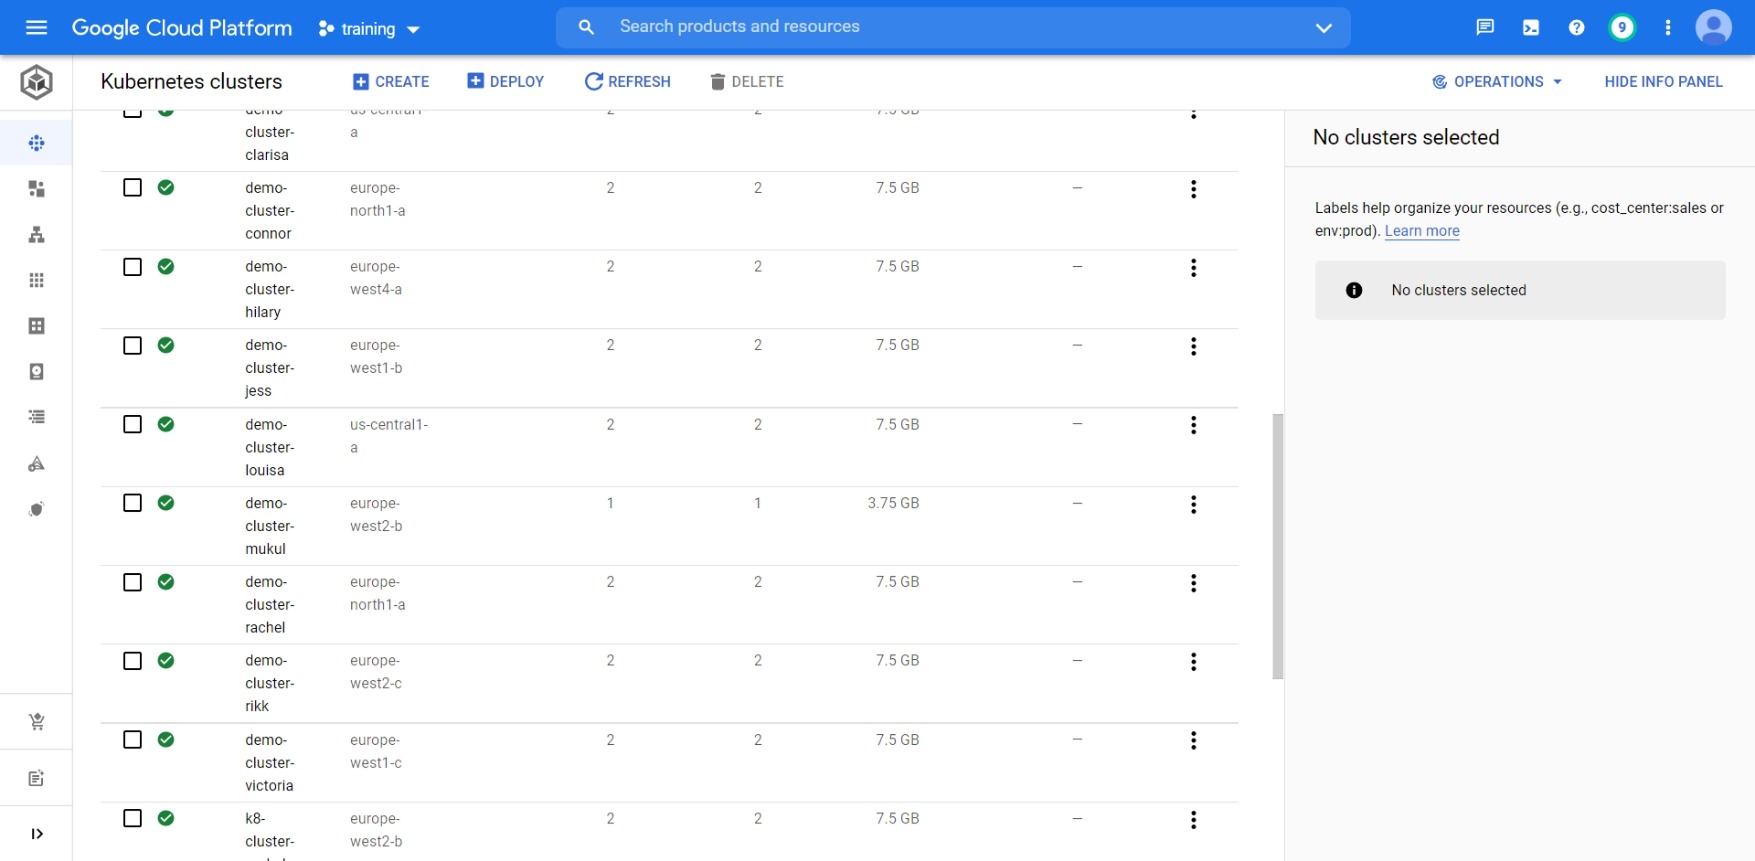 Google Cloud Platform
training
Search products and resources
9
Kubernetes clusters
CREATE
DEPLOY
REFRESH
DELETE
OPERATIONS
HIDE INFO PANEL
demo-
us-central1-
2
2
7.5 GB
cluster-
a
clarisa
demo-
europe-
2
2
7.5 GB
–
cluster-
north1-a
connor
demo-
europe-
2
2
7.5 GB
–
cluster-
west4-a
hilary
demo-
europe-
2
2
7.5 GB
–
cluster-
west1-b
jess
demo-
us-central1-
2
2
7.5 GB
–
cluster-
a
louisa
demo-
europe-
1
1
3.75 GB
–
cluster-
west2-b
mukul
demo-
europe-
2
2
7.5 GB
–
cluster-
north1-a
rachel
demo-
europe-
2
2
7.5 GB
–
cluster-
west2-c
rikk
demo-
europe-
2
2
7.5 GB
–
cluster-
west1-c
victoria
k8-
europe-
2
2
7.5 GB
–
cluster-
west2-b
No clusters selected
Labels help organize your resources (e.g., cost_center:sales or
env:prod). Learn more
No clusters selected